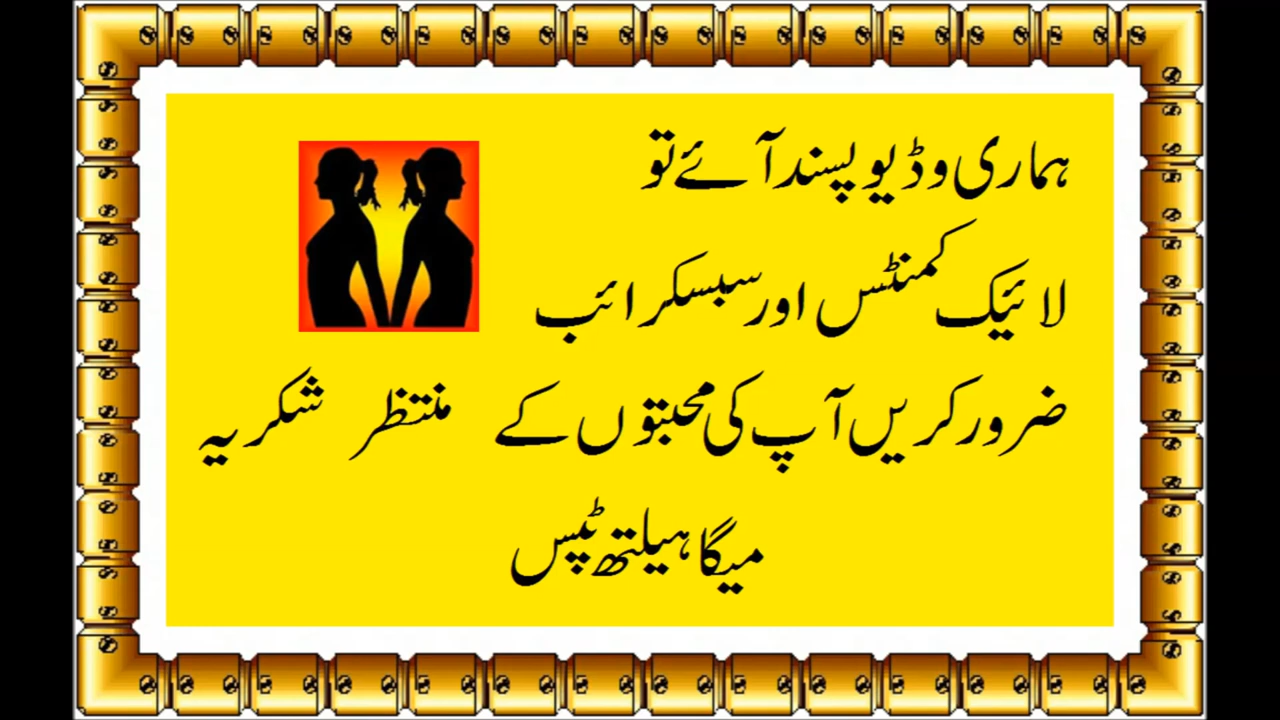 ہماری وڈیو پسند آئے تو
لائیک کمنٹس اور سبسکرائب
ضرور کریں آپ کی محبتوں کے منتظر شکریہ
میگا ہیلتھ ٹپس